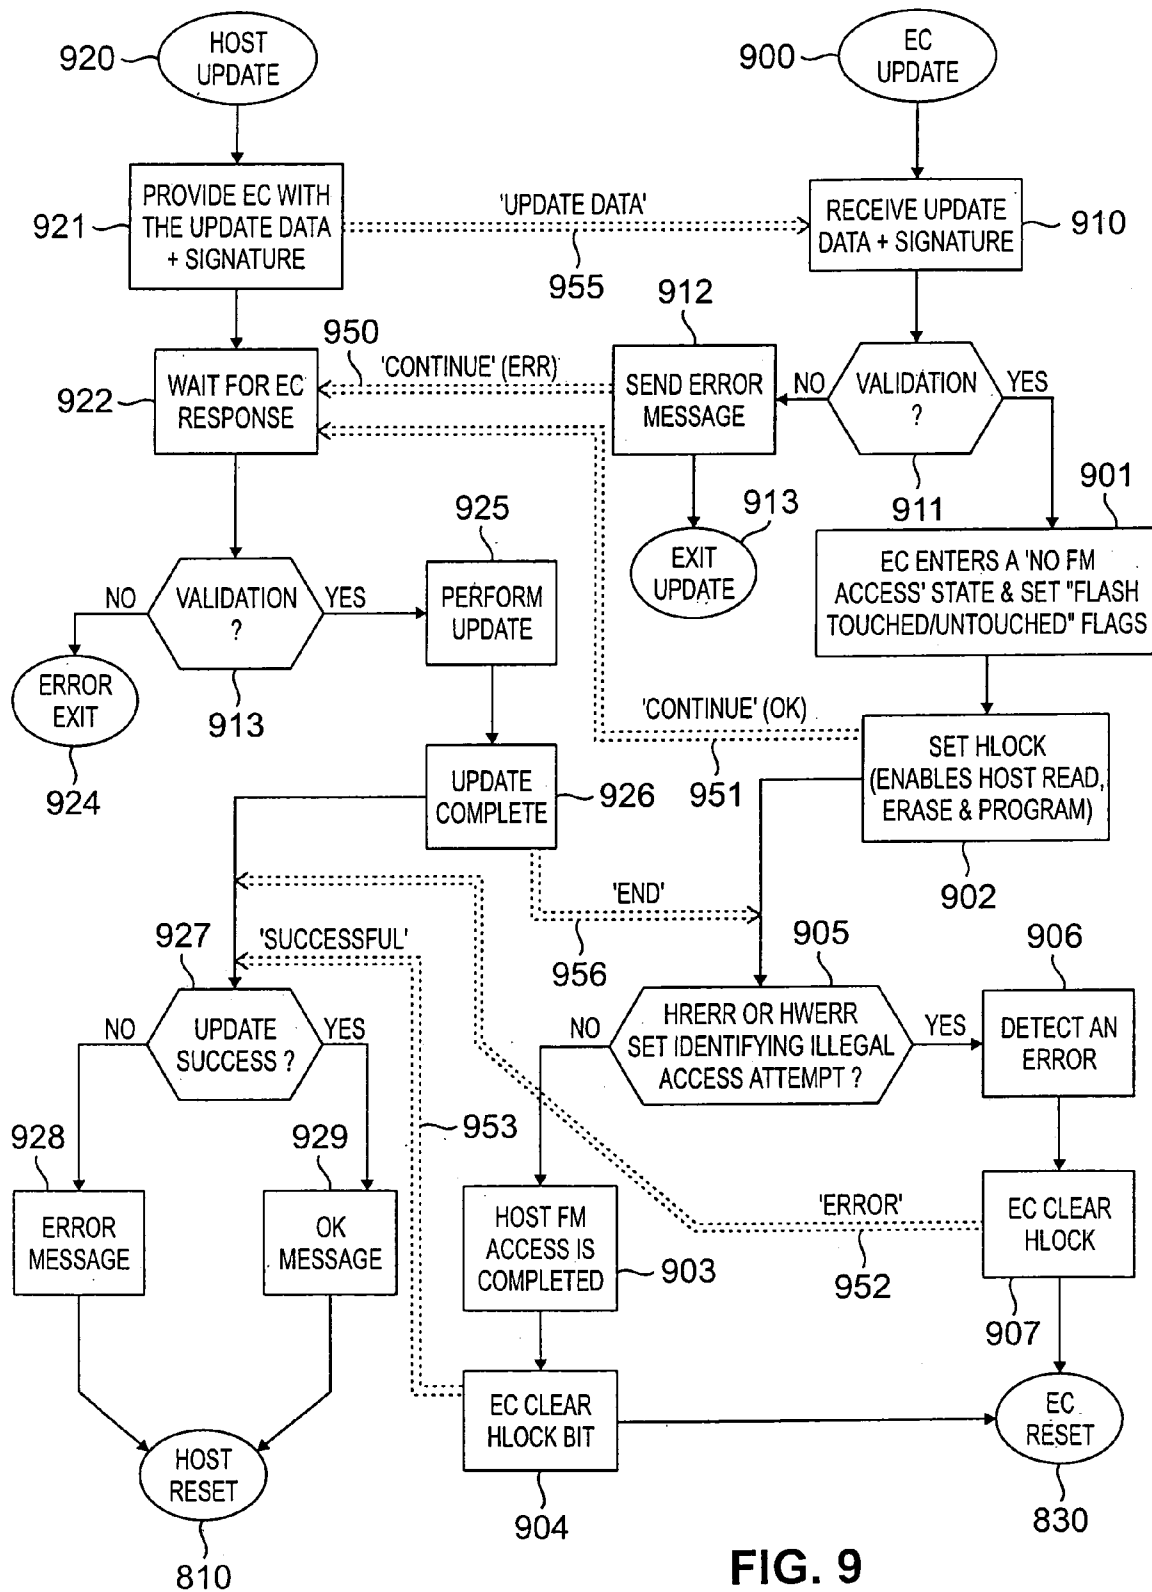 920
HOST
UPDATE
900
EC
UPDATE
921
PROVIDE EC WITH
THE UPDATE DATA
+ SIGNATURE
'UPDATE DATA'
955
RECEIVE UPDATE
DATA + SIGNATURE
910
922
WAIT FOR EC
RESPONSE
950
'CONTINUE' (ERR)
912
SEND ERROR
MESSAGE
NO
VALIDATION
?
YES
911
913
EXIT
UPDATE
901
EC ENTERS A 'NO FM
ACCESS' STATE & SET "FLASH
TOUCHED/UNTOUCHED" FLAGS
NO
VALIDATION
?
YES
913
925
PERFORM
UPDATE
ERROR
EXIT
924
'CONTINUE' (OK)
951
SET HLOCK
(ENABLES HOST READ,
ERASE & PROGRAM)
902
UPDATE
COMPLETE
926
'END'
956
927
'SUCCESSFUL'
NO
UPDATE
SUCCESS ?
YES
905
NO
HRERR OR HWERR
SET IDENTIFYING ILLEGAL
ACCESS ATTEMPT ?
YES
906
DETECT AN
ERROR
953
928
ERROR
MESSAGE
929
OK
MESSAGE
HOST FM
ACCESS IS
COMPLETED
903
'ERROR'
952
EC CLEAR
HLOCK
907
EC CLEAR
HLOCK BIT
904
EC
RESET
830
HOST
RESET
810
FIG. 9